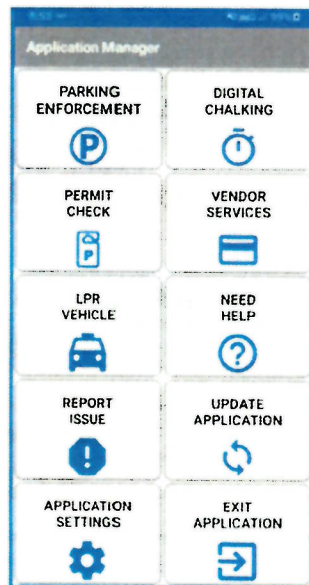 Application Manager
PARKING
ENFORCEMENT
P
DIGITAL
CHALKING
PERMIT
CHECK
P
VENDOR
SERVICES
LPR
VEHICLE
NEED
HELP
?
REPORT
ISSUE
!
UPDATE
APPLICATION
APPLICATION
SETTINGS
EXIT
APPLICATION